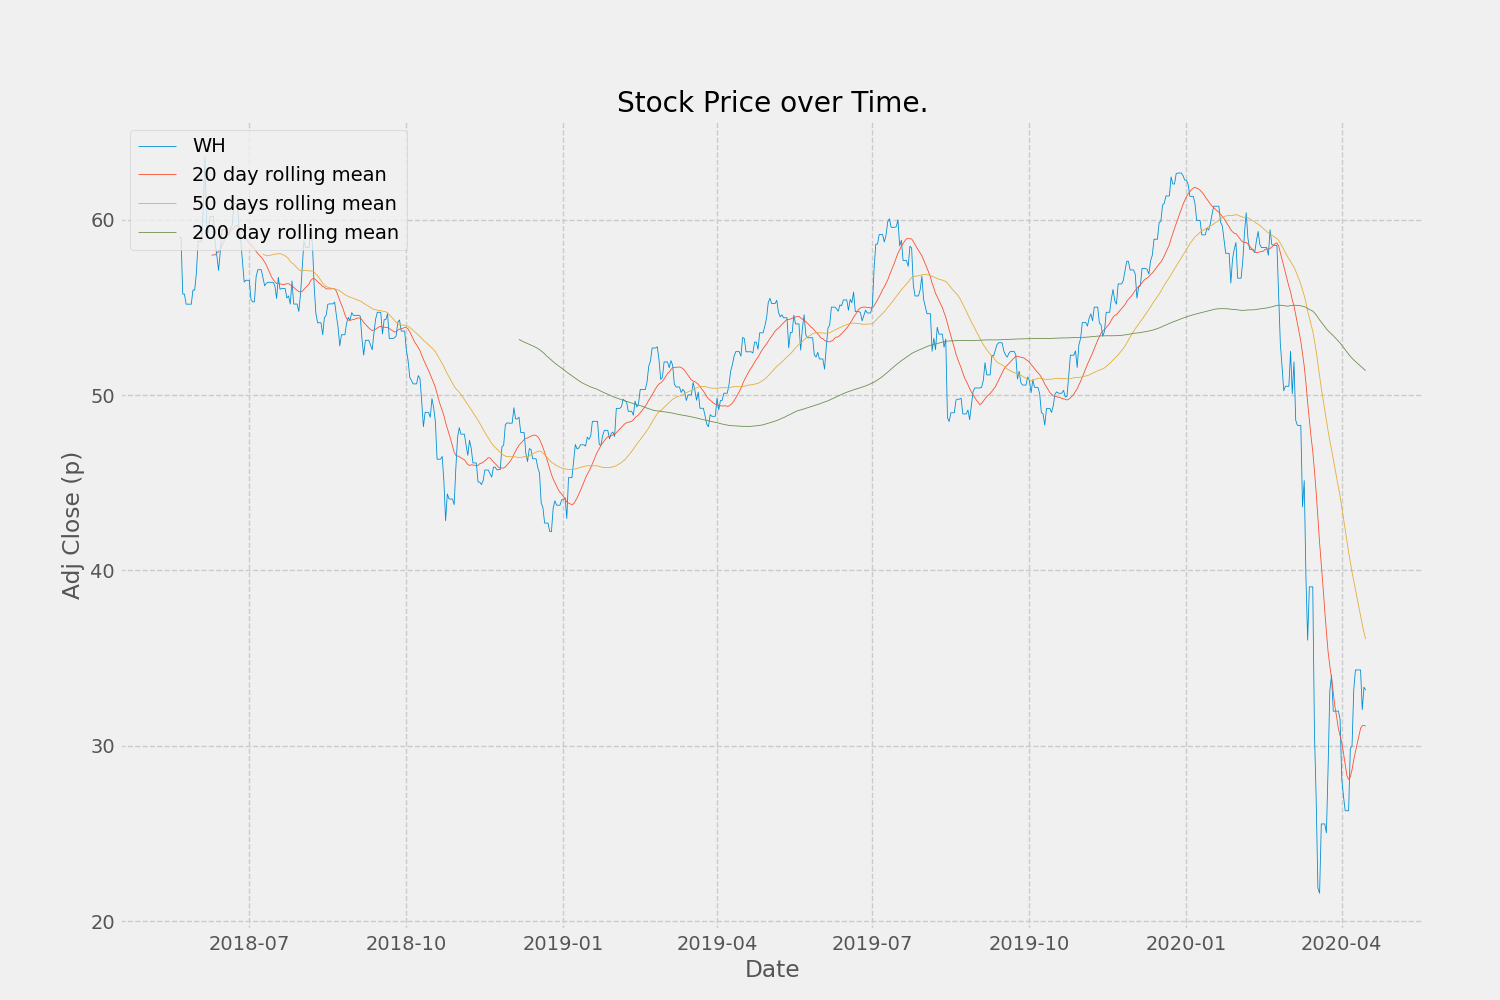 Stock Price over Time.
WH
20 day rolling mean
50 days rolling mean
200 day rolling mean
Adj Close (p)
60
50
40
30
20
2018-07 2018-10 2019-01 2019-04 2019-07 2019-10 2020-01 2020-04
Date